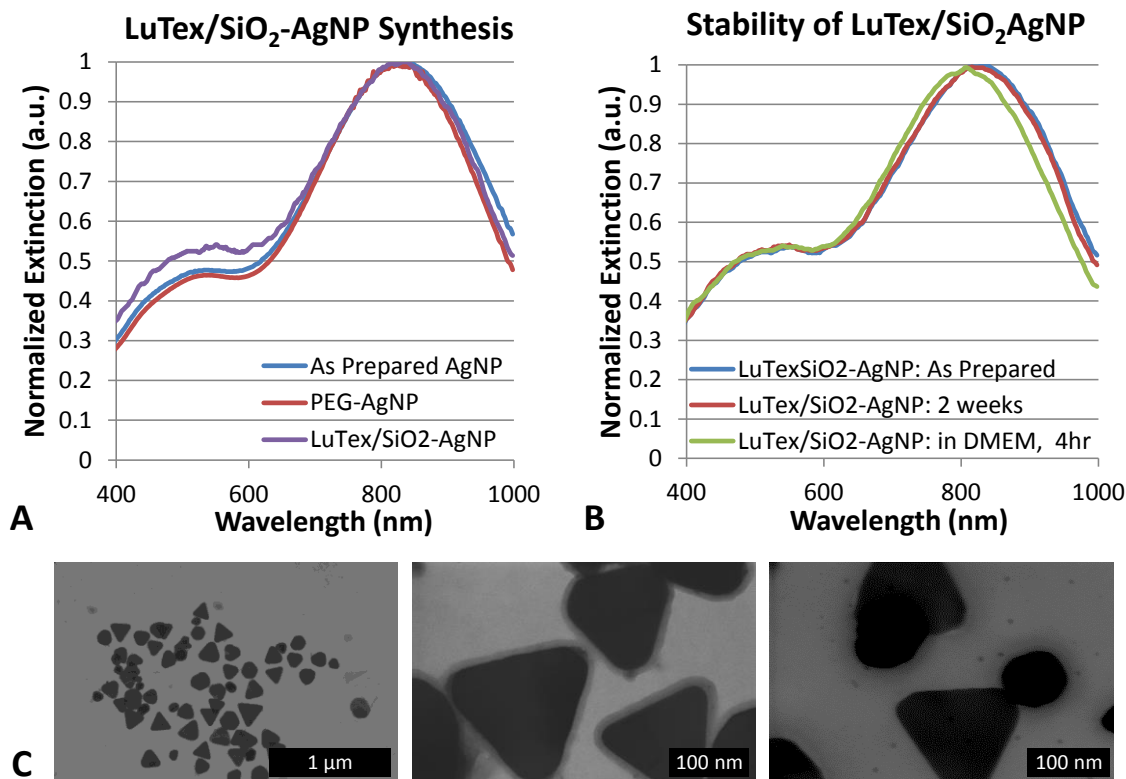 LuTex/SiO₂-AgNP Synthesis
Normalized Extinction (a.u.)
1
0.9
0.8
0.7
0.6
0.5
0.4
0.3
0.2
0.1
0
As Prepared AgNP
PEG-AgNP
LuTex/SiO2-AgNP
400 600 800 1000
Wavelength (nm)
A
Stability of LuTex/SiO₂AgNP
Normalized Extinction (a.u.)
1
0.9
0.8
0.7
0.6
0.5
0.4
0.3
0.2
0.1
0
LuTexSiO2-AgNP: As Prepared
LuTex/SiO2-AgNP: 2 weeks
LuTex/SiO2-AgNP: in DMEM, 4hr
400 600 800 1000
Wavelength (nm)
B
C
1 µm
100 nm
100 nm